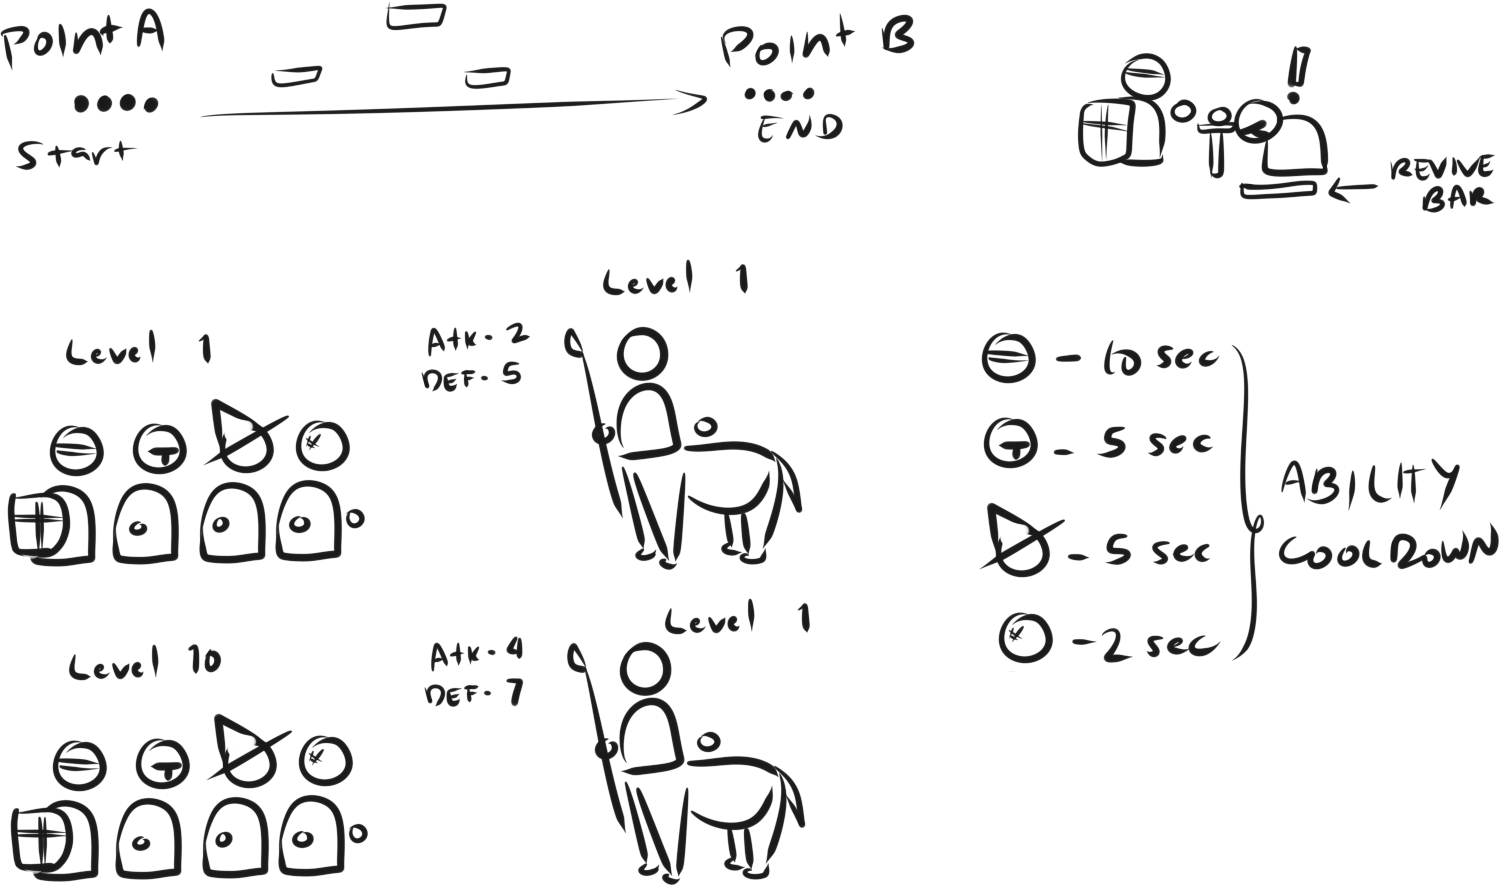 Point A
Start
Point B
END
!
REVIVE
BAR
Level 1
Atk - 2
DEF - 5
Level 1
Level 10
Atk - 4
DEF - 7
Level 1
- 10 sec
- 5 sec
- 5 sec
- 2 sec
ABILITY
COOLDOWN